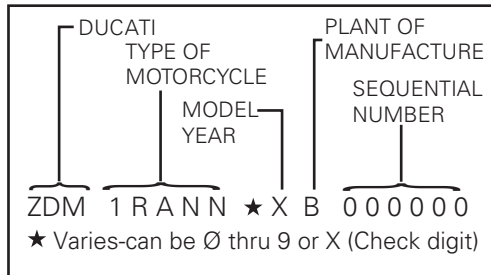 DUCATI
TYPE OF
MOTORCYCLE
MODEL
YEAR
PLANT OF
MANUFACTURE
SEQUENTIAL
NUMBER
ZDM 1RANN ★ X B 000000
★ Varies-can be Ø thru 9 or X (Check digit)